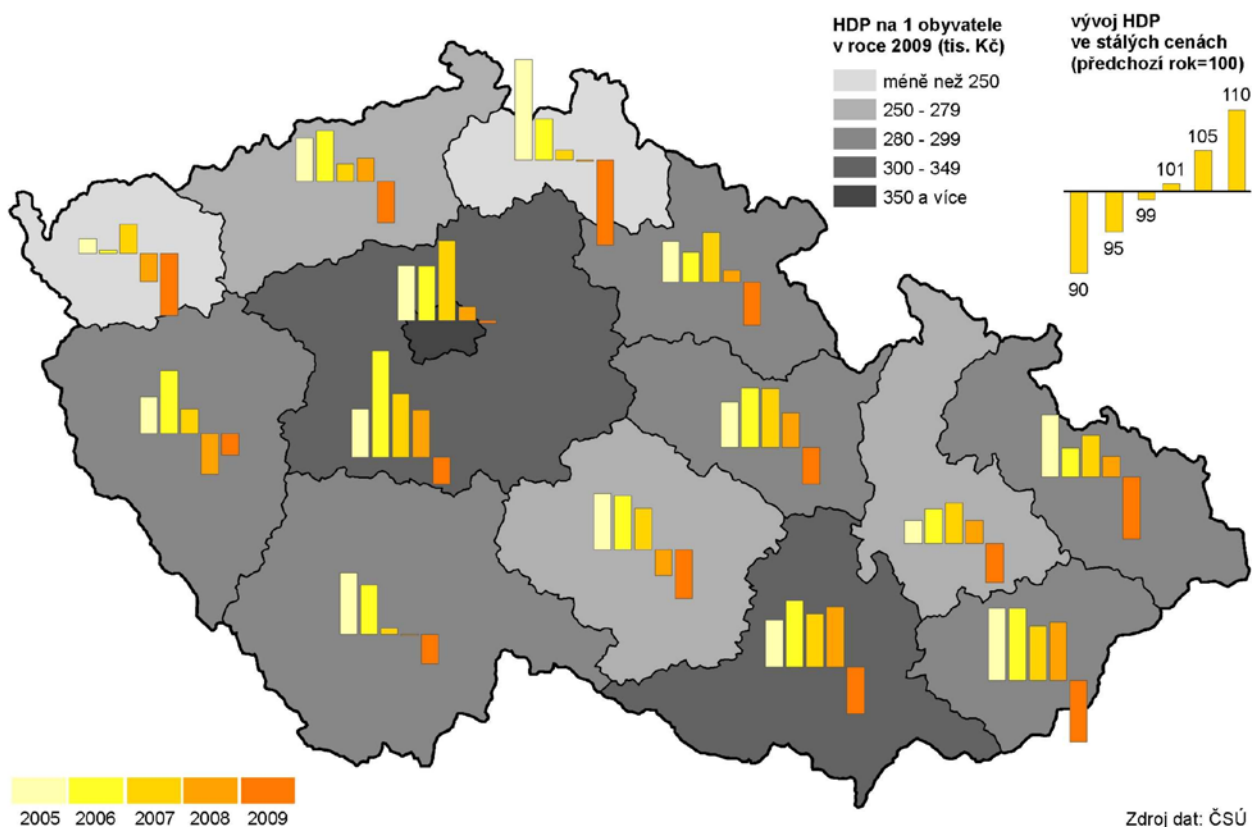 HDP na 1 obyvatele
v roce 2009 (tis. Kč)
méně než 250
250 - 279
280 - 299
300 - 349
350 a více
vývoj HDP
ve stálých cenách
(předchozí rok=100)
110
105
101
99
95
90
2005 2006 2007 2008 2009
Zdroj dat: ČSÚ